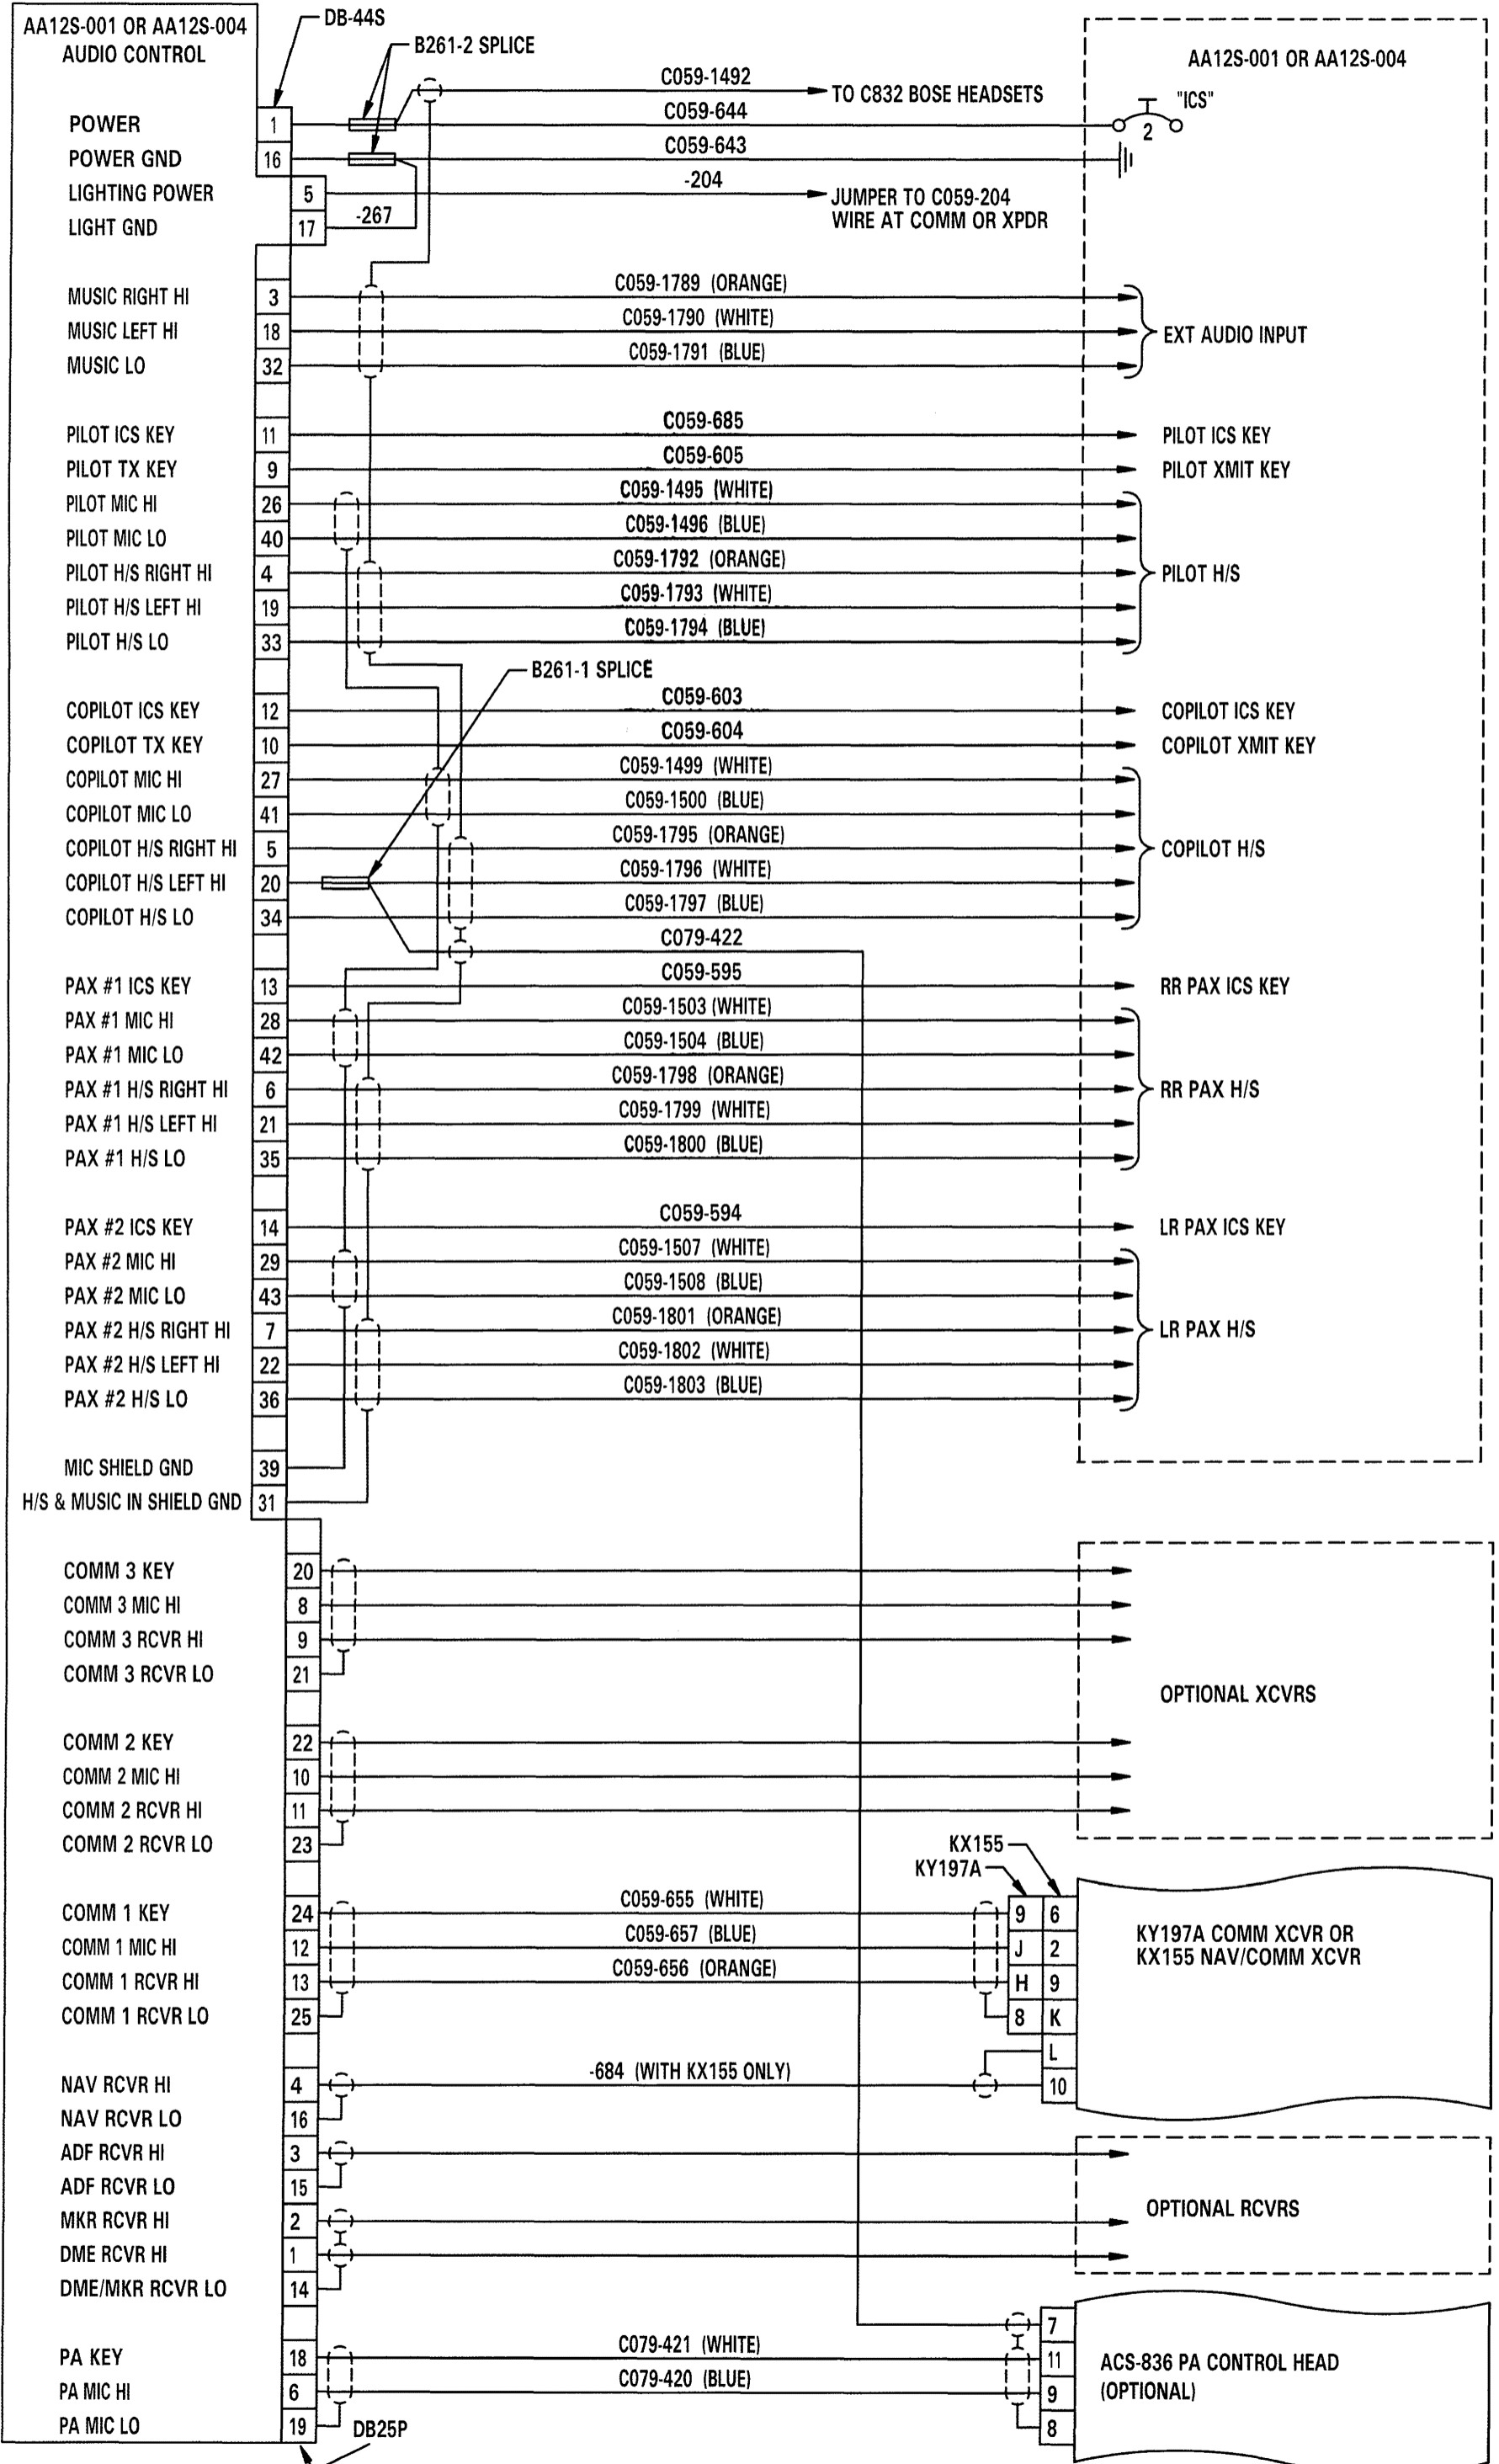 AA12S-001 OR AA12S-004
AUDIO CONTROL
DB-44S
B261-2 SPLICE
AA12S-001 OR AA12S-004
C059-1492
TO C832 BOSE HEADSETS
POWER 1 C059-644 2 "ICS"
POWER GND 16 C059-643
LIGHTING POWER 5 -204
JUMPER TO C059-204
WIRE AT COMM OR XPDR
LIGHT GND 17 -267
MUSIC RIGHT HI 3 C059-1789 (ORANGE)
MUSIC LEFT HI 18 C059-1790 (WHITE)
EXT AUDIO INPUT
MUSIC LO 32 C059-1791 (BLUE)
PILOT ICS KEY 11 C059-685 PILOT ICS KEY
PILOT TX KEY 9 C059-605 PILOT XMIT KEY
PILOT MIC HI 26 C059-1495 (WHITE)
PILOT MIC LO 40 C059-1496 (BLUE)
PILOT H/S RIGHT HI 4 C059-1792 (ORANGE) PILOT H/S
PILOT H/S LEFT HI 19 C059-1793 (WHITE)
PILOT H/S LO 33 C059-1794 (BLUE)
B261-1 SPLICE
COPILOT ICS KEY 12 C059-603 COPILOT ICS KEY
COPILOT TX KEY 10 C059-604 COPILOT XMIT KEY
COPILOT MIC HI 27 C059-1499 (WHITE)
COPILOT MIC LO 41 C059-1500 (BLUE)
COPILOT H/S RIGHT HI 5 C059-1795 (ORANGE) COPILOT H/S
COPILOT H/S LEFT HI 20 C059-1796 (WHITE)
COPILOT H/S LO 34 C059-1797 (BLUE)
C079-422
PAX #1 ICS KEY 13 C059-595 RR PAX ICS KEY
PAX #1 MIC HI 28 C059-1503 (WHITE)
PAX #1 MIC LO 42 C059-1504 (BLUE)
PAX #1 H/S RIGHT HI 6 C059-1798 (ORANGE) RR PAX H/S
PAX #1 H/S LEFT HI 21 C059-1799 (WHITE)
PAX #1 H/S LO 35 C059-1800 (BLUE)
PAX #2 ICS KEY 14 C059-594 LR PAX ICS KEY
PAX #2 MIC HI 29 C059-1507 (WHITE)
PAX #2 MIC LO 43 C059-1508 (BLUE)
PAX #2 H/S RIGHT HI 7 C059-1801 (ORANGE) LR PAX H/S
PAX #2 H/S LEFT HI 22 C059-1802 (WHITE)
PAX #2 H/S LO 36 C059-1803 (BLUE)
MIC SHIELD GND 39
H/S & MUSIC IN SHIELD GND 31
COMM 3 KEY 20
COMM 3 MIC HI 8
COMM 3 RCVR HI 9
COMM 3 RCVR LO 21
OPTIONAL XCVRS
COMM 2 KEY 22
COMM 2 MIC HI 10
COMM 2 RCVR HI 11
COMM 2 RCVR LO 23
KX155
KY197A
COMM 1 KEY 24 C059-655 (WHITE) 9 6
COMM 1 MIC HI 12 C059-657 (BLUE) J 2
KY197A COMM XCVR OR
KX155 NAV/COMM XCVR
COMM 1 RCVR HI 13 C059-656 (ORANGE) H 9
COMM 1 RCVR LO 25 8 K
L
NAV RCVR HI 4 -684 (WITH KX155 ONLY) 10
NAV RCVR LO 16
ADF RCVR HI 3
ADF RCVR LO 15
OPTIONAL RCVRS
MKR RCVR HI 2
DME RCVR HI 1
DME/MKR RCVR LO 14
7
PA KEY 18 C079-421 (WHITE) 11
ACS-836 PA CONTROL HEAD
(OPTIONAL)
PA MIC HI 6 C079-420 (BLUE) 9
PA MIC LO 19 8
DB25P